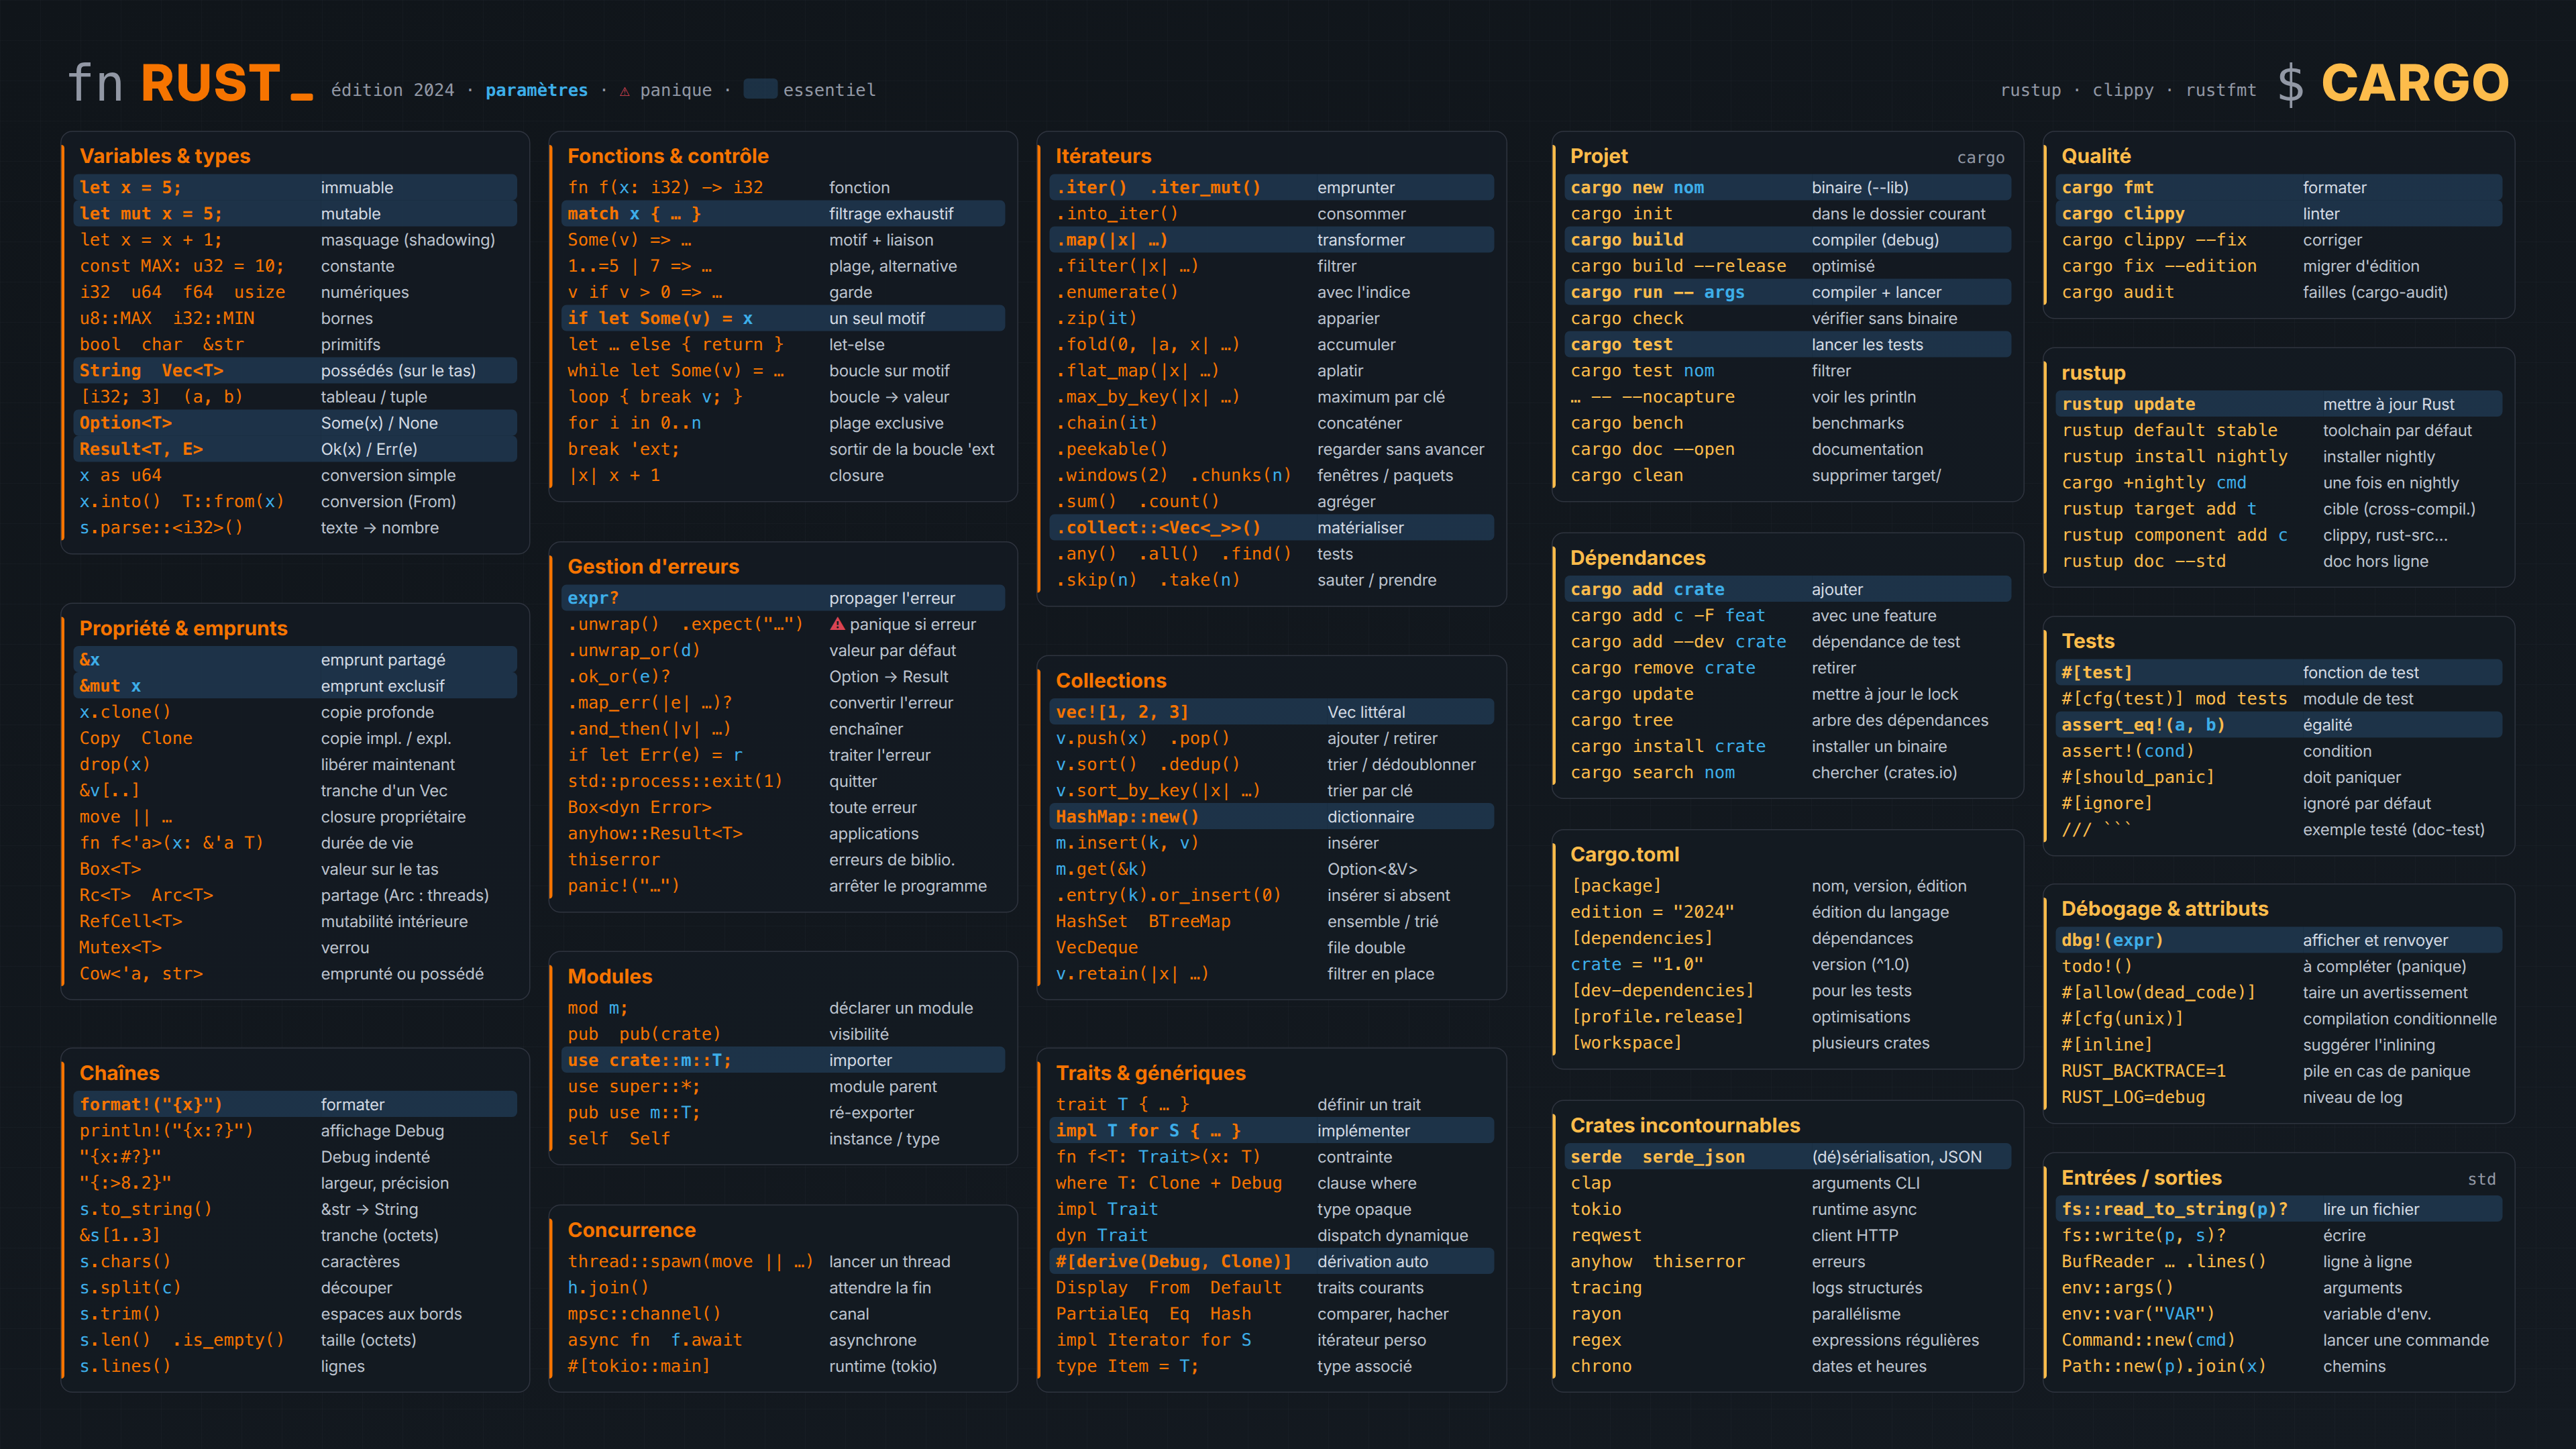 fn RUST_ édition 2024 · paramètres · ⚠ panique · essentiel
rustup · clippy · rustfmt $ CARGO
Variables & types
let x = 5; immuable
let mut x = 5; mutable
let x = x + 1; masquage (shadowing)
const MAX: u32 = 10; constante
i32 u64 f64 usize numériques
u8::MAX i32::MIN bornes
bool char &str primitifs
String Vec<T> possédés (sur le tas)
[i32; 3] (a, b) tableau / tuple
Option<T> Some(x) / None
Result<T, E> Ok(x) / Err(e)
x as u64 conversion simple
x.into() T::from(x) conversion (From)
s.parse::<i32>() texte → nombre
Propriété & emprunts
&x emprunt partagé
&mut x emprunt exclusif
x.clone() copie profonde
Copy Clone copie impl. / expl.
drop(x) libérer maintenant
&v[..] tranche d'un Vec
move || … closure propriétaire
fn f<'a>(x: &'a T) durée de vie
Box<T> valeur sur le tas
Rc<T> Arc<T> partage (Arc : threads)
RefCell<T> mutabilité intérieure
Mutex<T> verrou
Cow<'a, str> emprunté ou possédé
Chaînes
format!("{x}") formater
println!("{x:?}") affichage Debug
"{x:#?}" Debug indenté
"{:>8.2}" largeur, précision
s.to_string() &str → String
&s[1..3] tranche (octets)
s.chars() caractères
s.split(c) découper
s.trim() espaces aux bords
s.len() .is_empty() taille (octets)
s.lines() lignes
Fonctions & contrôle
fn f(x: i32) -> i32 fonction
match x { … } filtrage exhaustif
Some(v) => … motif + liaison
1..=5 | 7 => … plage, alternative
v if v > 0 => … garde
if let Some(v) = x un seul motif
let … else { return } let-else
while let Some(v) = … boucle sur motif
loop { break v; } boucle → valeur
for i in 0..n plage exclusive
break 'ext; sortir de la boucle 'ext
|x| x + 1 closure
Gestion d'erreurs
expr? propager l'erreur
.unwrap() .expect("…") ⚠ panique si erreur
.unwrap_or(d) valeur par défaut
.ok_or(e)? Option → Result
.map_err(|e| …)? convertir l'erreur
.and_then(|v| …) enchaîner
if let Err(e) = r traiter l'erreur
std::process::exit(1) quitter
Box<dyn Error> toute erreur
anyhow::Result<T> applications
thiserror erreurs de biblio.
panic!("…") arrêter le programme
Modules
mod m; déclarer un module
pub pub(crate) visibilité
use crate::m::T; importer
use super::*; module parent
pub use m::T; ré-exporter
self Self instance / type
Concurrence
thread::spawn(move || …) lancer un thread
h.join() attendre la fin
mpsc::channel() canal
async fn f.await asynchrone
#[tokio::main] runtime (tokio)
Itérateurs
.iter() .iter_mut() emprunter
.into_iter() consommer
.map(|x| …) transformer
.filter(|x| …) filtrer
.enumerate() avec l'indice
.zip(it) apparier
.fold(0, |a, x| …) accumuler
.flat_map(|x| …) aplatir
.max_by_key(|x| …) maximum par clé
.chain(it) concaténer
.peekable() regarder sans avancer
.windows(2) .chunks(n) fenêtres / paquets
.sum() .count() agréger
.collect::<Vec<_>>() matérialiser
.any() .all() .find() tests
.skip(n) .take(n) sauter / prendre
Collections
vec![1, 2, 3] Vec littéral
v.push(x) .pop() ajouter / retirer
v.sort() .dedup() trier / dédoublonner
v.sort_by_key(|x| …) trier par clé
HashMap::new() dictionnaire
m.insert(k, v) insérer
m.get(&k) Option<&V>
.entry(k).or_insert(0) insérer si absent
HashSet BTreeMap ensemble / trié
VecDeque file double
v.retain(|x| …) filtrer en place
Traits & génériques
trait T { … } définir un trait
impl T for S { … } implémenter
fn f<T: Trait>(x: T) contrainte
where T: Clone + Debug clause where
impl Trait type opaque
dyn Trait dispatch dynamique
#[derive(Debug, Clone)] dérivation auto
Display From Default traits courants
PartialEq Eq Hash comparer, hacher
impl Iterator for S itérateur perso
type Item = T; type associé
Projet cargo
cargo new nom binaire (--lib)
cargo init dans le dossier courant
cargo build compiler (debug)
cargo build --release optimisé
cargo run -- args compiler + lancer
cargo check vérifier sans binaire
cargo test lancer les tests
cargo test nom filtrer
… -- --nocapture voir les println
cargo bench benchmarks
cargo doc --open documentation
cargo clean supprimer target/
Dépendances
cargo add crate ajouter
cargo add c -F feat avec une feature
cargo add --dev crate dépendance de test
cargo remove crate retirer
cargo update mettre à jour le lock
cargo tree arbre des dépendances
cargo install crate installer un binaire
cargo search nom chercher (crates.io)
Cargo.toml
[package] nom, version, édition
edition = "2024" édition du langage
[dependencies] dépendances
crate = "1.0" version (^1.0)
[dev-dependencies] pour les tests
[profile.release] optimisations
[workspace] plusieurs crates
Crates incontournables
serde serde_json (dé)sérialisation, JSON
clap arguments CLI
tokio runtime async
reqwest client HTTP
anyhow thiserror erreurs
tracing logs structurés
rayon parallélisme
regex expressions régulières
chrono dates et heures
Qualité
cargo fmt formater
cargo clippy linter
cargo clippy --fix corriger
cargo fix --edition migrer d'édition
cargo audit failles (cargo-audit)
rustup
rustup update mettre à jour Rust
rustup default stable toolchain par défaut
rustup install nightly installer nightly
cargo +nightly cmd une fois en nightly
rustup target add t cible (cross-compil.)
rustup component add c clippy, rust-src…
rustup doc --std doc hors ligne
Tests
#[test] fonction de test
#[cfg(test)] mod tests module de test
assert_eq!(a, b) égalité
assert!(cond) condition
#[should_panic] doit paniquer
#[ignore] ignoré par défaut
/// ``` exemple testé (doc-test)
Débogage & attributs
dbg!(expr) afficher et renvoyer
todo!() à compléter (panique)
#[allow(dead_code)] taire un avertissement
#[cfg(unix)] compilation conditionnelle
#[inline] suggérer l'inlining
RUST_BACKTRACE=1 pile en cas de panique
RUST_LOG=debug niveau de log
Entrées / sorties std
fs::read_to_string(p)? lire un fichier
fs::write(p, s)? écrire
BufReader … .lines() ligne à ligne
env::args() arguments
env::var("VAR") variable d'env.
Command::new(cmd) lancer une commande
Path::new(p).join(x) chemins